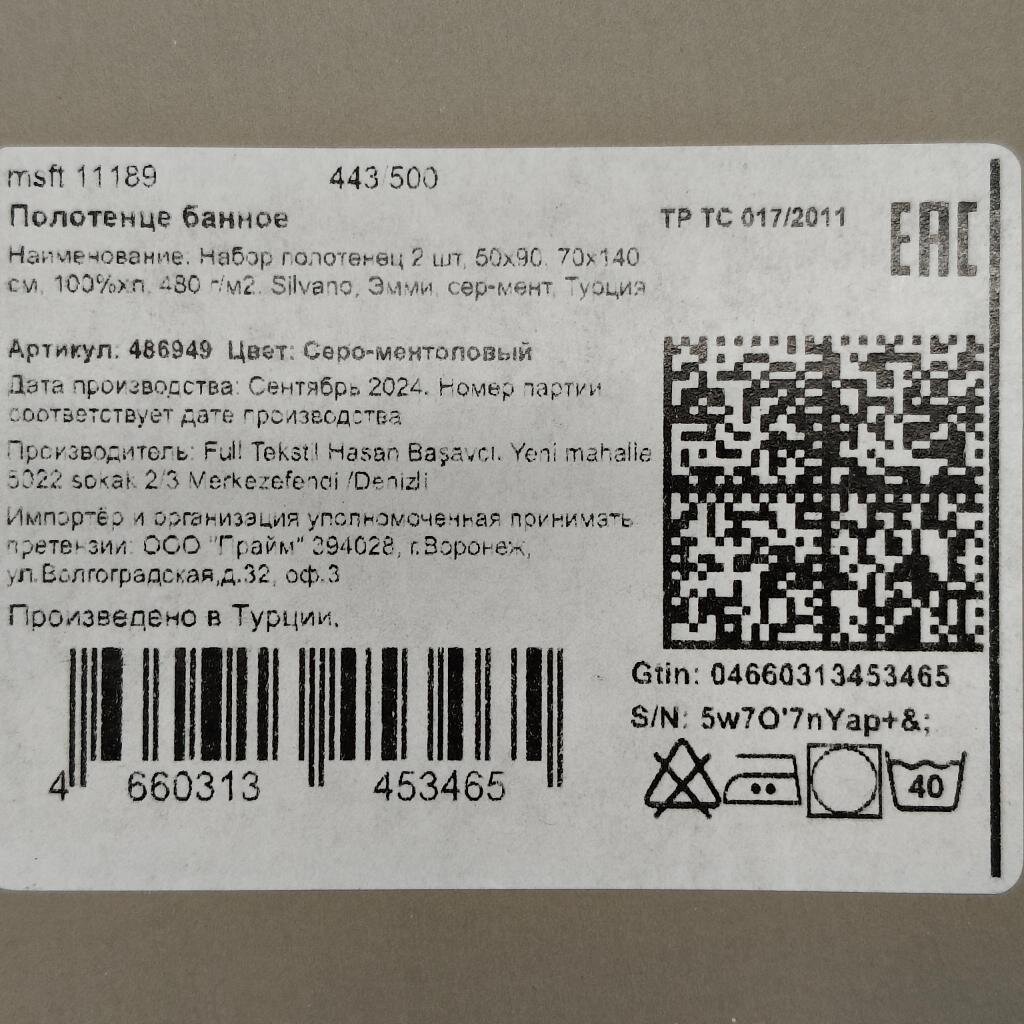 msft 11189 443/500
Полотенце банное
ТР ТС 017/2011
EAC
Наименование: Набор полотенец 2 шт, 50х90, 70х140
см, 100%хл, 480 г/м2, Silvano, Эмми, сер-мент, Турция
Артикул: 486949 Цвет: Серо-ментоловый
Дата производства: Сентябрь 2024. Номер партии
соответствует дате производства
Производитель: Full Tekstil Hasan Başavcı. Yeni mahalle
5022 sokak 2/3 Merkezefendi /Denizli
Импортёр и организация уполномоченная принимать
претензии: ООО "Грайм" 394028, г.Воронеж,
ул.Волгоградская,д.32, оф.3
Произведено в Турции.
4 660313 453465
Gtin: 04660313453465
S/N: 5w7O'7nYap+&;
40